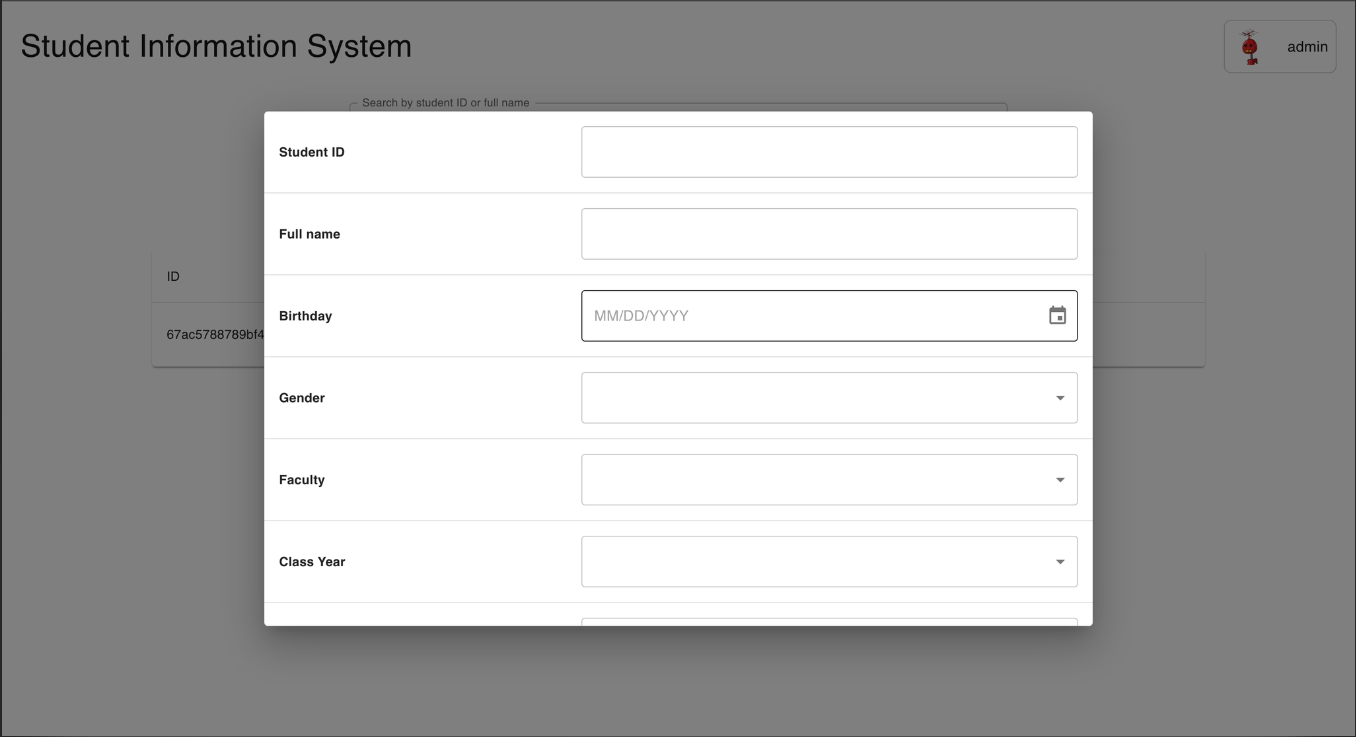 Student Information System
admin
Search by student ID or full name
Student ID
Full name
Birthday
MM/DD/YYYY
Gender
Faculty
Class Year
ID
67ac5788789bf4